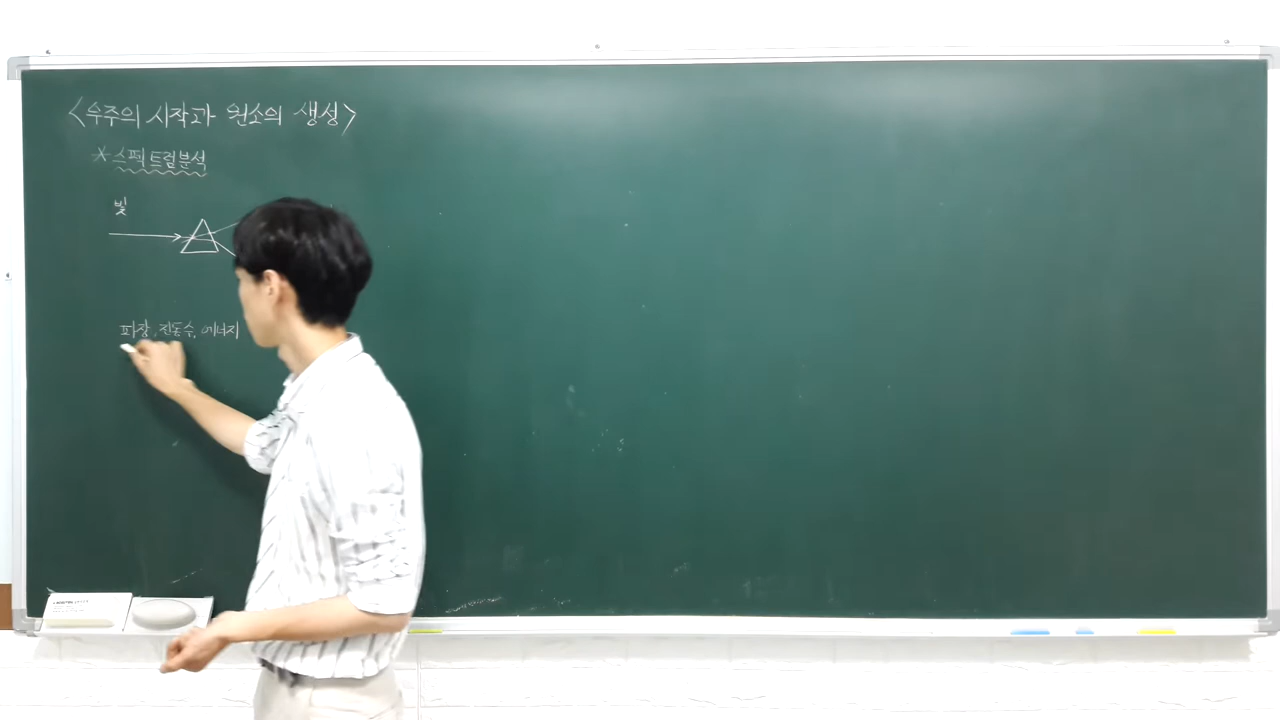 <우주의 시작과 원소의 생성>
*스펙트럼분석
빛
파장, 진동수, 에너지